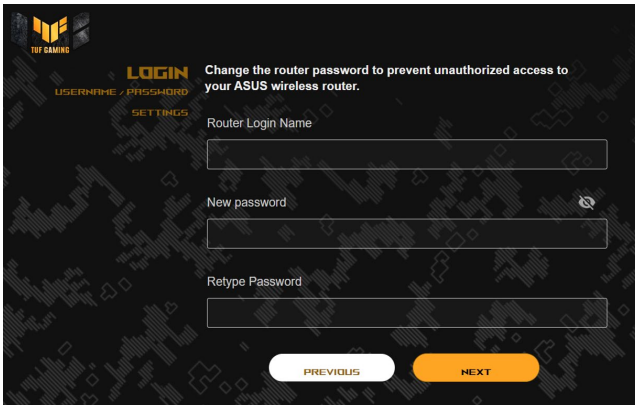 TUF GAMING
LOGIN
USERNAME / PASSWORD
SETTINGS
Change the router password to prevent unauthorized access to
your ASUS wireless router.
Router Login Name
New password
Retype Password
PREVIOUS
NEXT